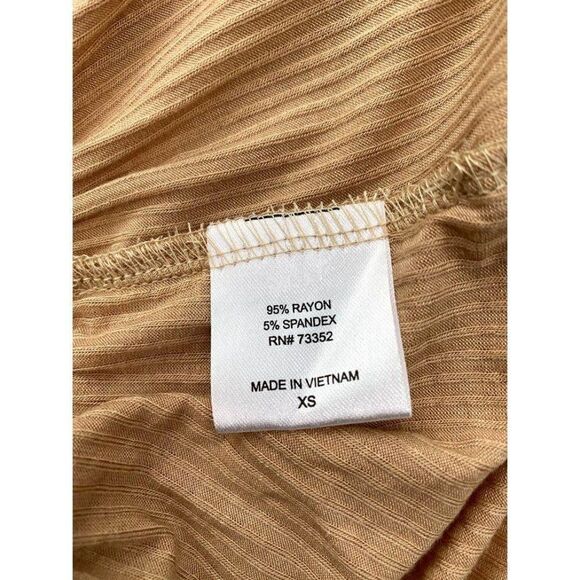 95% RAYON
5% SPANDEX
RN# 73352
MADE IN VIETNAM
XS